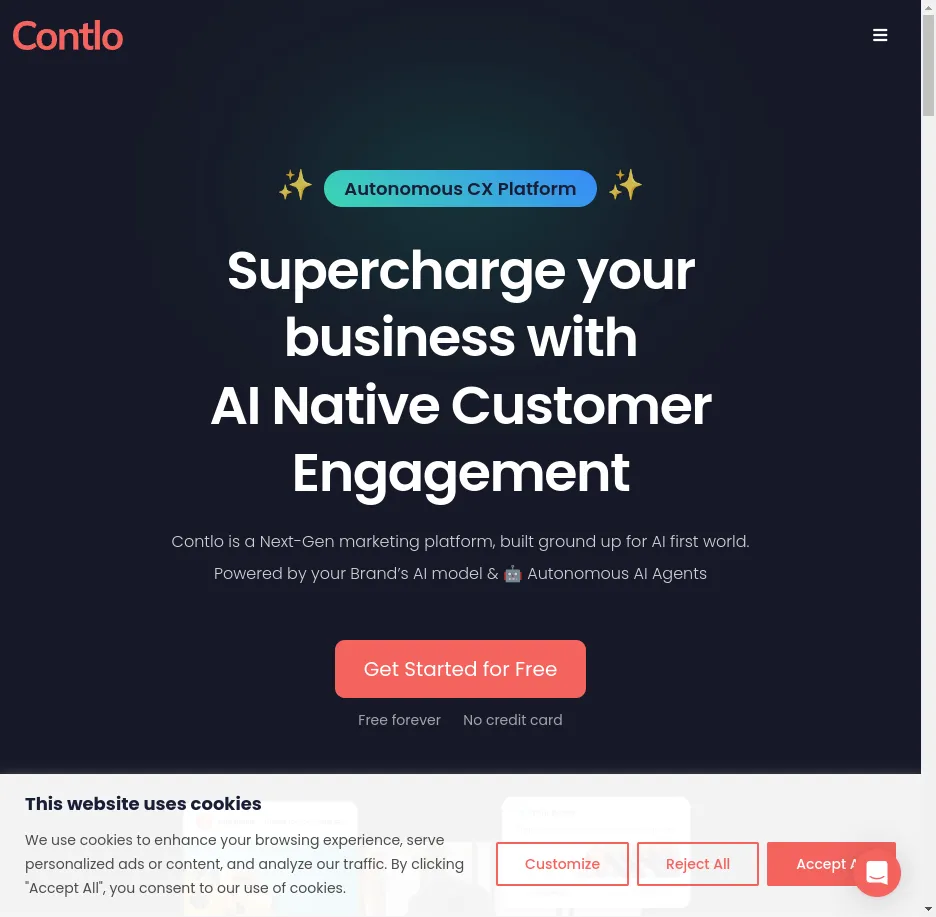 Contlo
Autonomous CX Platform
Supercharge your
business with
AI Native Customer
Engagement
Contlo is a Next-Gen marketing platform, built ground up for AI first world.
Powered by your Brand’s AI model & 🤖 Autonomous AI Agents
Get Started for Free
Free forever No credit card
This website uses cookies
We use cookies to enhance your browsing experience, serve
personalized ads or content, and analyze our traffic. By clicking
"Accept All", you consent to our use of cookies.
Customize Reject All Accept